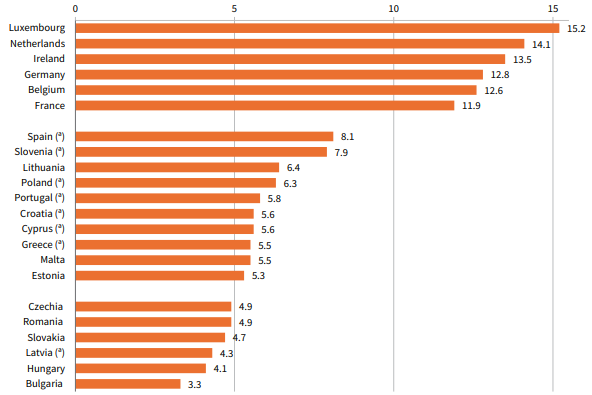 0 5 10 15
Luxembourg 15.2
Netherlands 14.1
Ireland 13.5
Germany 12.8
Belgium 12.6
France 11.9
Spain (ᵃ) 8.1
Slovenia (ᵃ) 7.9
Lithuania 6.4
Poland (ᵃ) 6.3
Portugal (ᵃ) 5.8
Croatia (ᵃ) 5.6
Cyprus (ᵃ) 5.6
Greece (ᵃ) 5.5
Malta 5.5
Estonia 5.3
Czechia 4.9
Romania 4.9
Slovakia 4.7
Latvia (ᵃ) 4.3
Hungary 4.1
Bulgaria 3.3